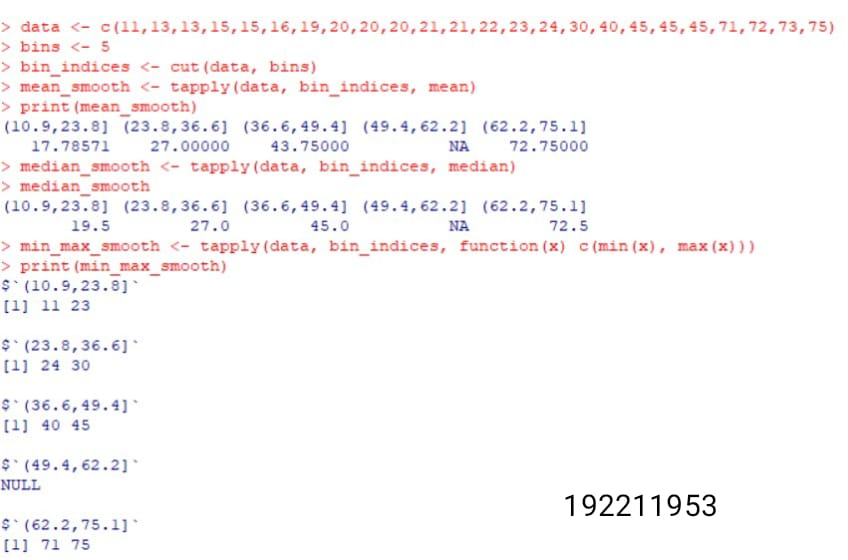 > data <- c(11,13,13,15,15,16,19,20,20,20,21,21,22,23,24,30,40,45,45,45,71,72,73,75)
> bins <- 5
> bin_indices <- cut(data, bins)
> mean_smooth <- tapply(data, bin_indices, mean)
> print(mean_smooth)
(10.9,23.8] (23.8,36.6] (36.6,49.4] (49.4,62.2] (62.2,75.1]
17.78571 27.00000 43.75000 NA 72.75000
> median_smooth <- tapply(data, bin_indices, median)
> median_smooth
(10.9,23.8] (23.8,36.6] (36.6,49.4] (49.4,62.2] (62.2,75.1]
19.5 27.0 45.0 NA 72.5
> min_max_smooth <- tapply(data, bin_indices, function(x) c(min(x), max(x)))
> print(min_max_smooth)
$`(10.9,23.8]`
[1] 11 23
$`(23.8,36.6]`
[1] 24 30
$`(36.6,49.4]`
[1] 40 45
$`(49.4,62.2]`
NULL
192211953
$`(62.2,75.1]`
[1] 71 75